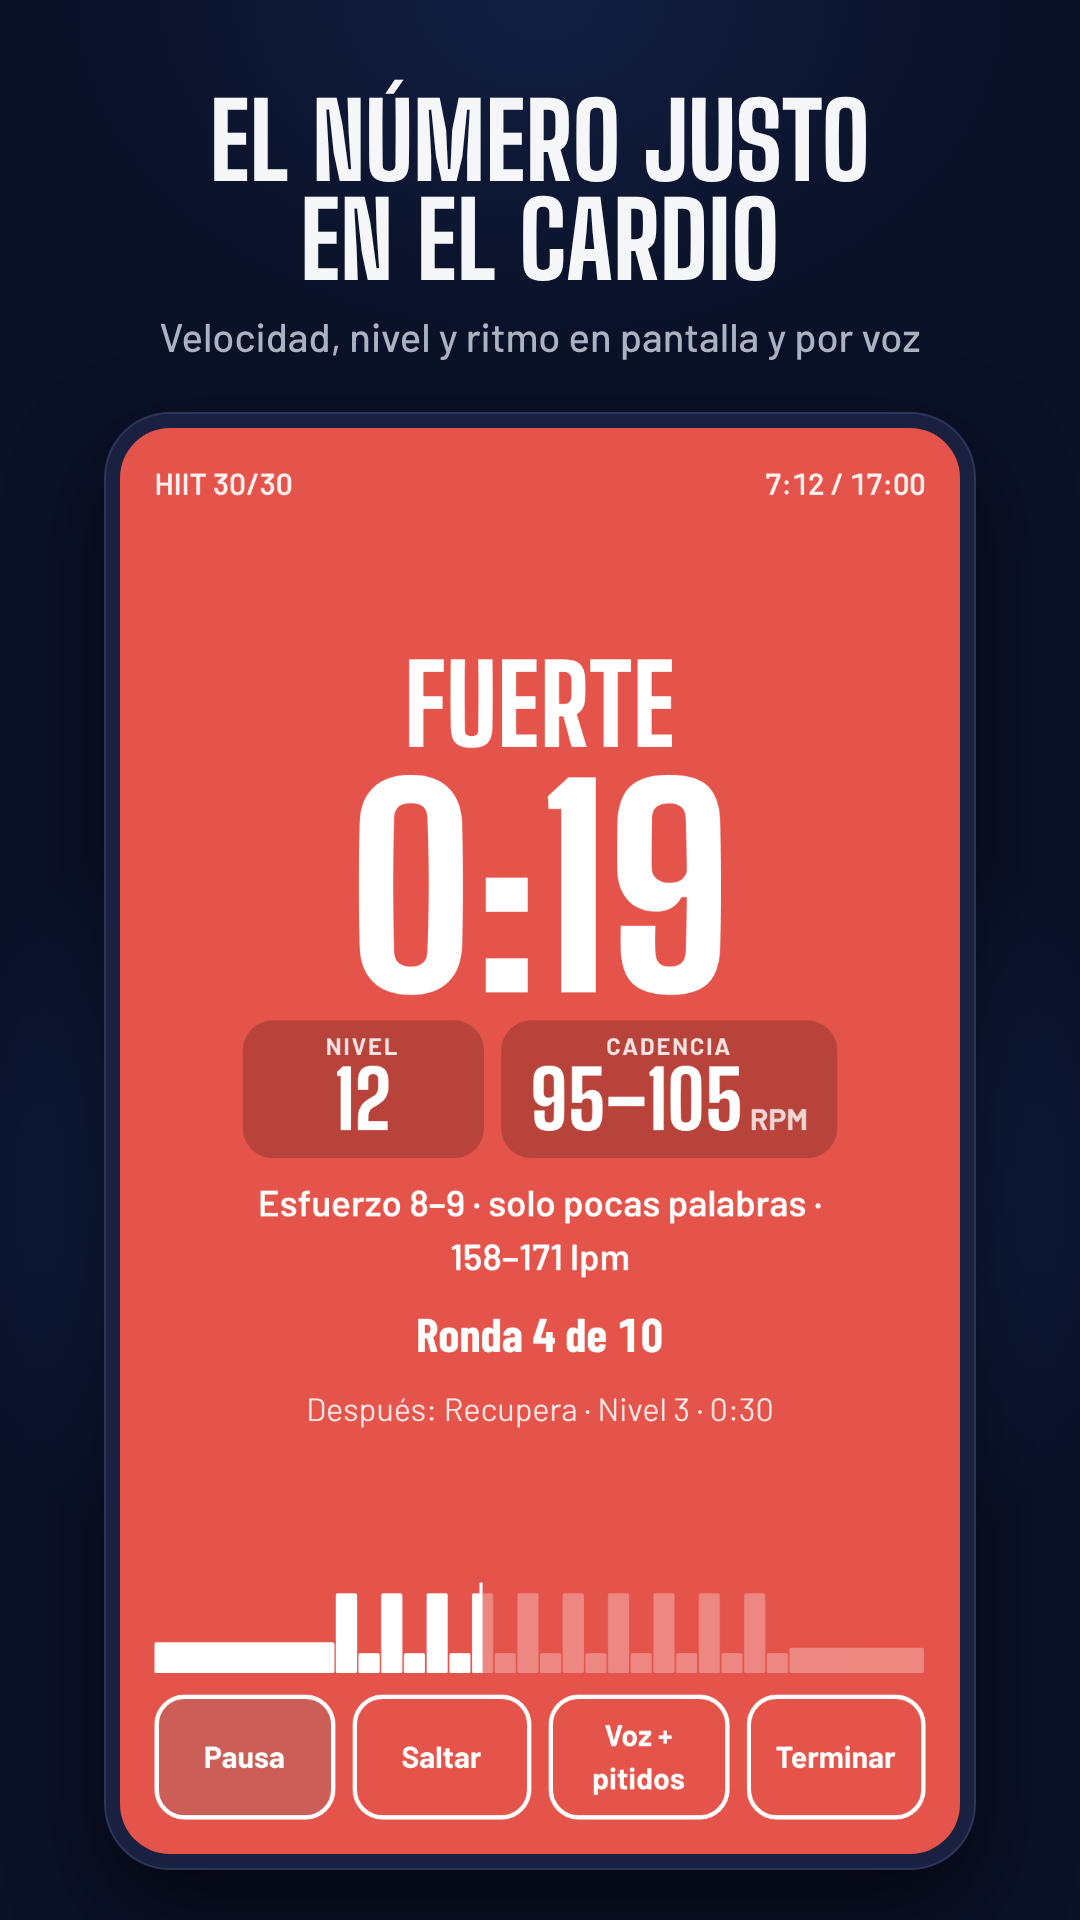 EL NÚMERO JUSTO
EN EL CARDIO
Velocidad, nivel y ritmo en pantalla y por voz
HIIT 30/30
7:12 / 17:00
FUERTE
0:19
NIVEL
12
CADENCIA
95–105 RPM
Esfuerzo 8–9 · solo pocas palabras ·
158–171 lpm
Ronda 4 de 10
Después: Recupera · Nivel 3 · 0:30
Pausa
Saltar
Voz +
pitidos
Terminar